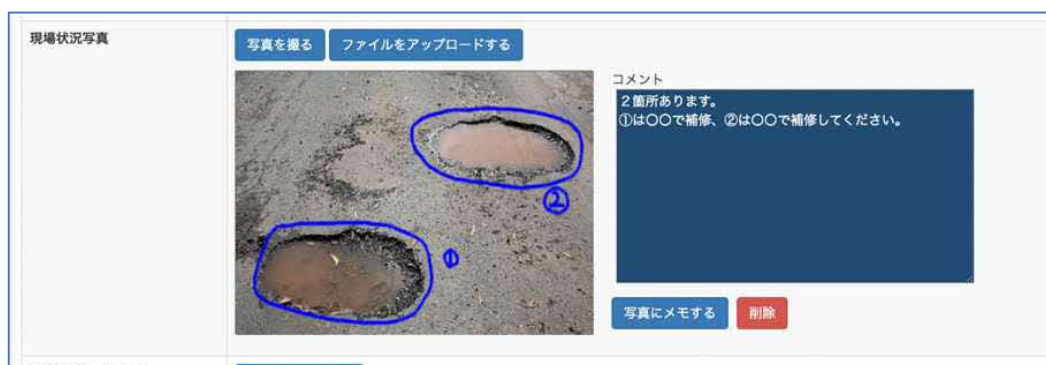 現場状況写真
写真を撮る
ファイルをアップロードする
コメント
２箇所あります。
①は〇〇で補修、②は〇〇で補修してください。
②
①
写真にメモする
削除